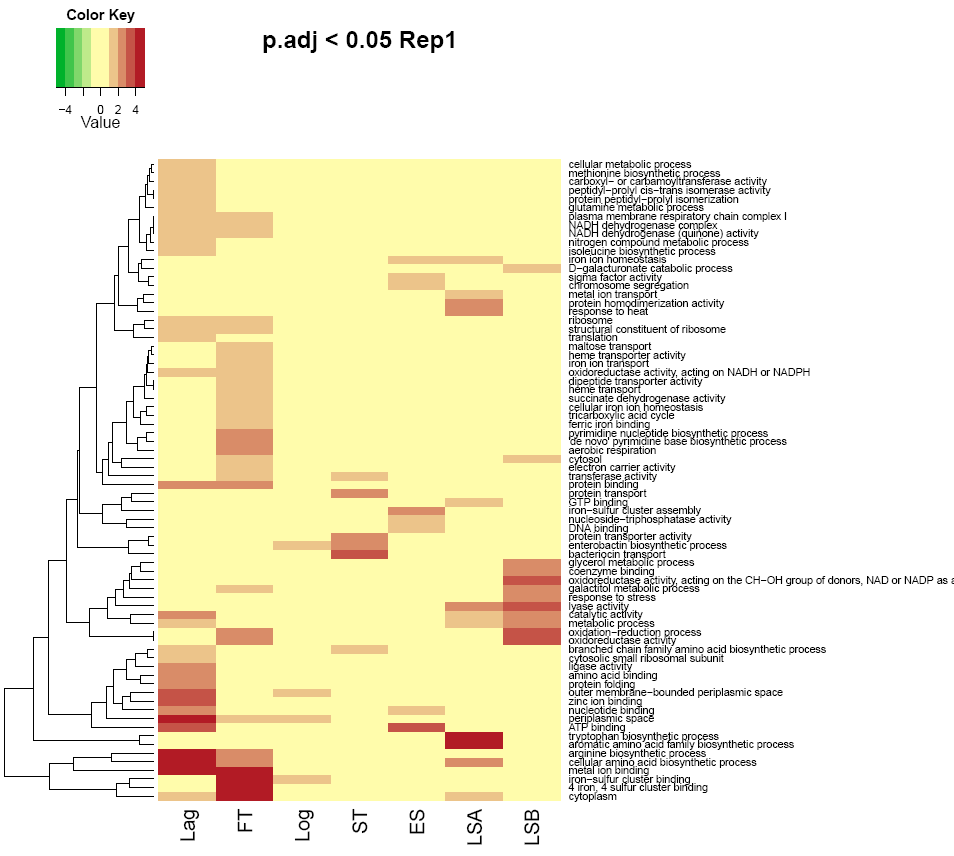 Color Key
p.adj < 0.05 Rep1
−4 0 2 4
Value
cellular metabolic process
methionine biosynthetic process
carboxyl− or carbamoyltransferase activity
peptidyl−prolyl cis−trans isomerase activity
protein peptidyl−prolyl isomerization
glutamine metabolic process
plasma membrane respiratory chain complex I
NADH dehydrogenase complex
NADH dehydrogenase (quinone) activity
nitrogen compound metabolic process
isoleucine biosynthetic process
iron ion homeostasis
D−galacturonate catabolic process
sigma factor activity
chromosome segregation
metal ion transport
protein homodimerization activity
response to heat
ribosome
structural constituent of ribosome
translation
maltose transport
heme transporter activity
iron ion transport
oxidoreductase activity, acting on NADH or NADPH
dipeptide transporter activity
heme transport
succinate dehydrogenase activity
cellular iron ion homeostasis
tricarboxylic acid cycle
ferric iron binding
pyrimidine nucleotide biosynthetic process
'de novo' pyrimidine base biosynthetic process
aerobic respiration
cytosol
electron carrier activity
transferase activity
protein binding
protein transport
GTP binding
iron−sulfur cluster assembly
nucleoside−triphosphatase activity
DNA binding
protein transporter activity
enterobactin biosynthetic process
bacteriocin transport
glycerol metabolic process
coenzyme binding
oxidoreductase activity, acting on the CH−OH group of donors, NAD or NADP as a
galactitol metabolic process
response to stress
lyase activity
catalytic activity
metabolic process
oxidation−reduction process
oxidoreductase activity
branched chain family amino acid biosynthetic process
cytosolic small ribosomal subunit
ligase activity
amino acid binding
protein folding
outer membrane−bounded periplasmic space
zinc ion binding
nucleotide binding
periplasmic space
ATP binding
tryptophan biosynthetic process
aromatic amino acid family biosynthetic process
arginine biosynthetic process
cellular amino acid biosynthetic process
metal ion binding
iron−sulfur cluster binding
4 iron, 4 sulfur cluster binding
cytoplasm
Lag FT Log ST ES LSA LSB